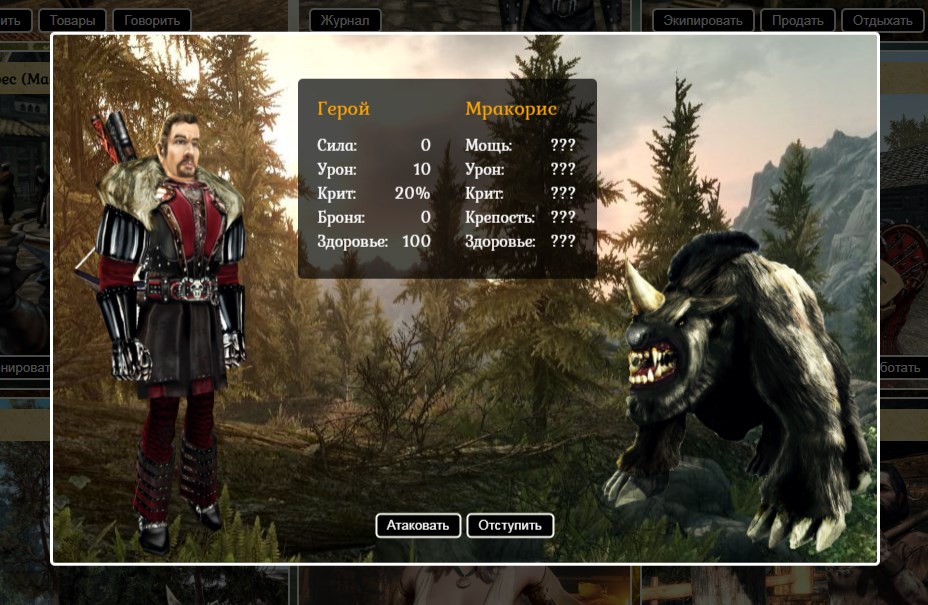 ить Товары Говорить Журнал Экипировать Продать Отдыхать
Герой Мракорис
Сила: 0 Мощь: ???
Урон: 10 Урон: ???
Крит: 20% Крит: ???
Броня: 0 Крепость: ???
Здоровье: 100 Здоровье: ???
Атаковать Отступить